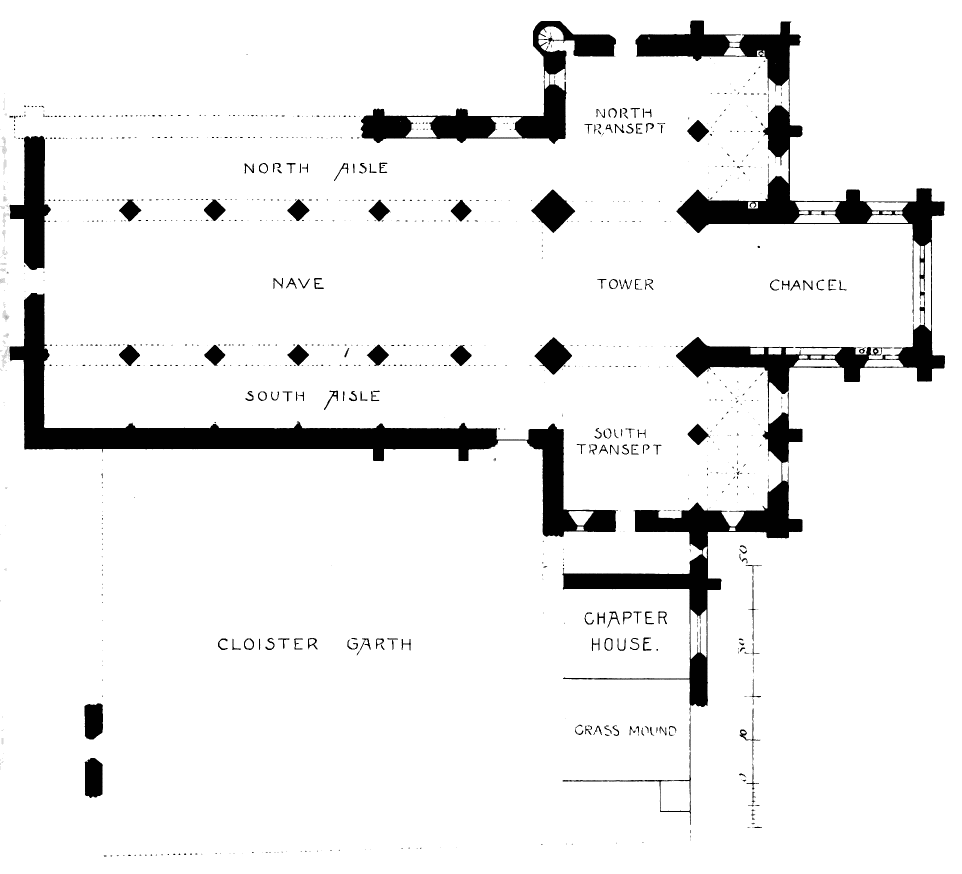 NORTH
TRANSEPT
NORTH AISLE
NAVE
TOWER
CHANCEL
SOUTH AISLE
SOUTH
TRANSEPT
50
CLOISTER GARTH
CHAPTER
HOUSE.
30
GRASS MOUND
10
0